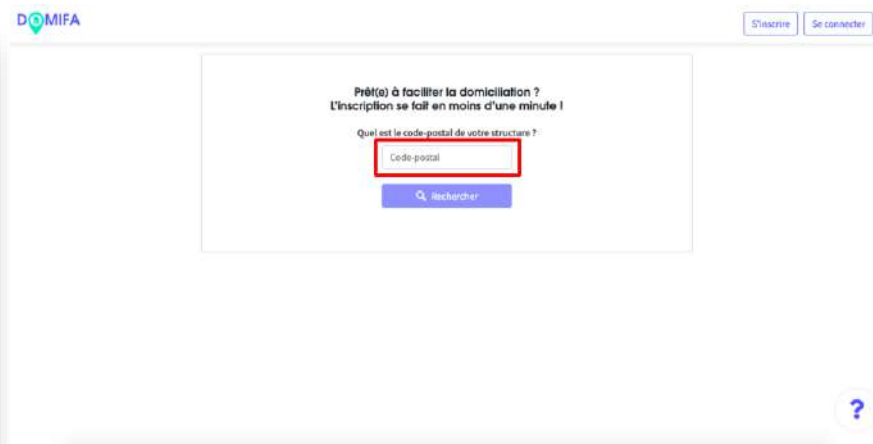 DOMIFA
S'inscrire
Se connecter
Prêt(e) à faciliter la domiciliation ?
L'inscription se fait en moins d'une minute !
Quel est le code-postal de votre structure ?
Code-postal
Rechercher
?